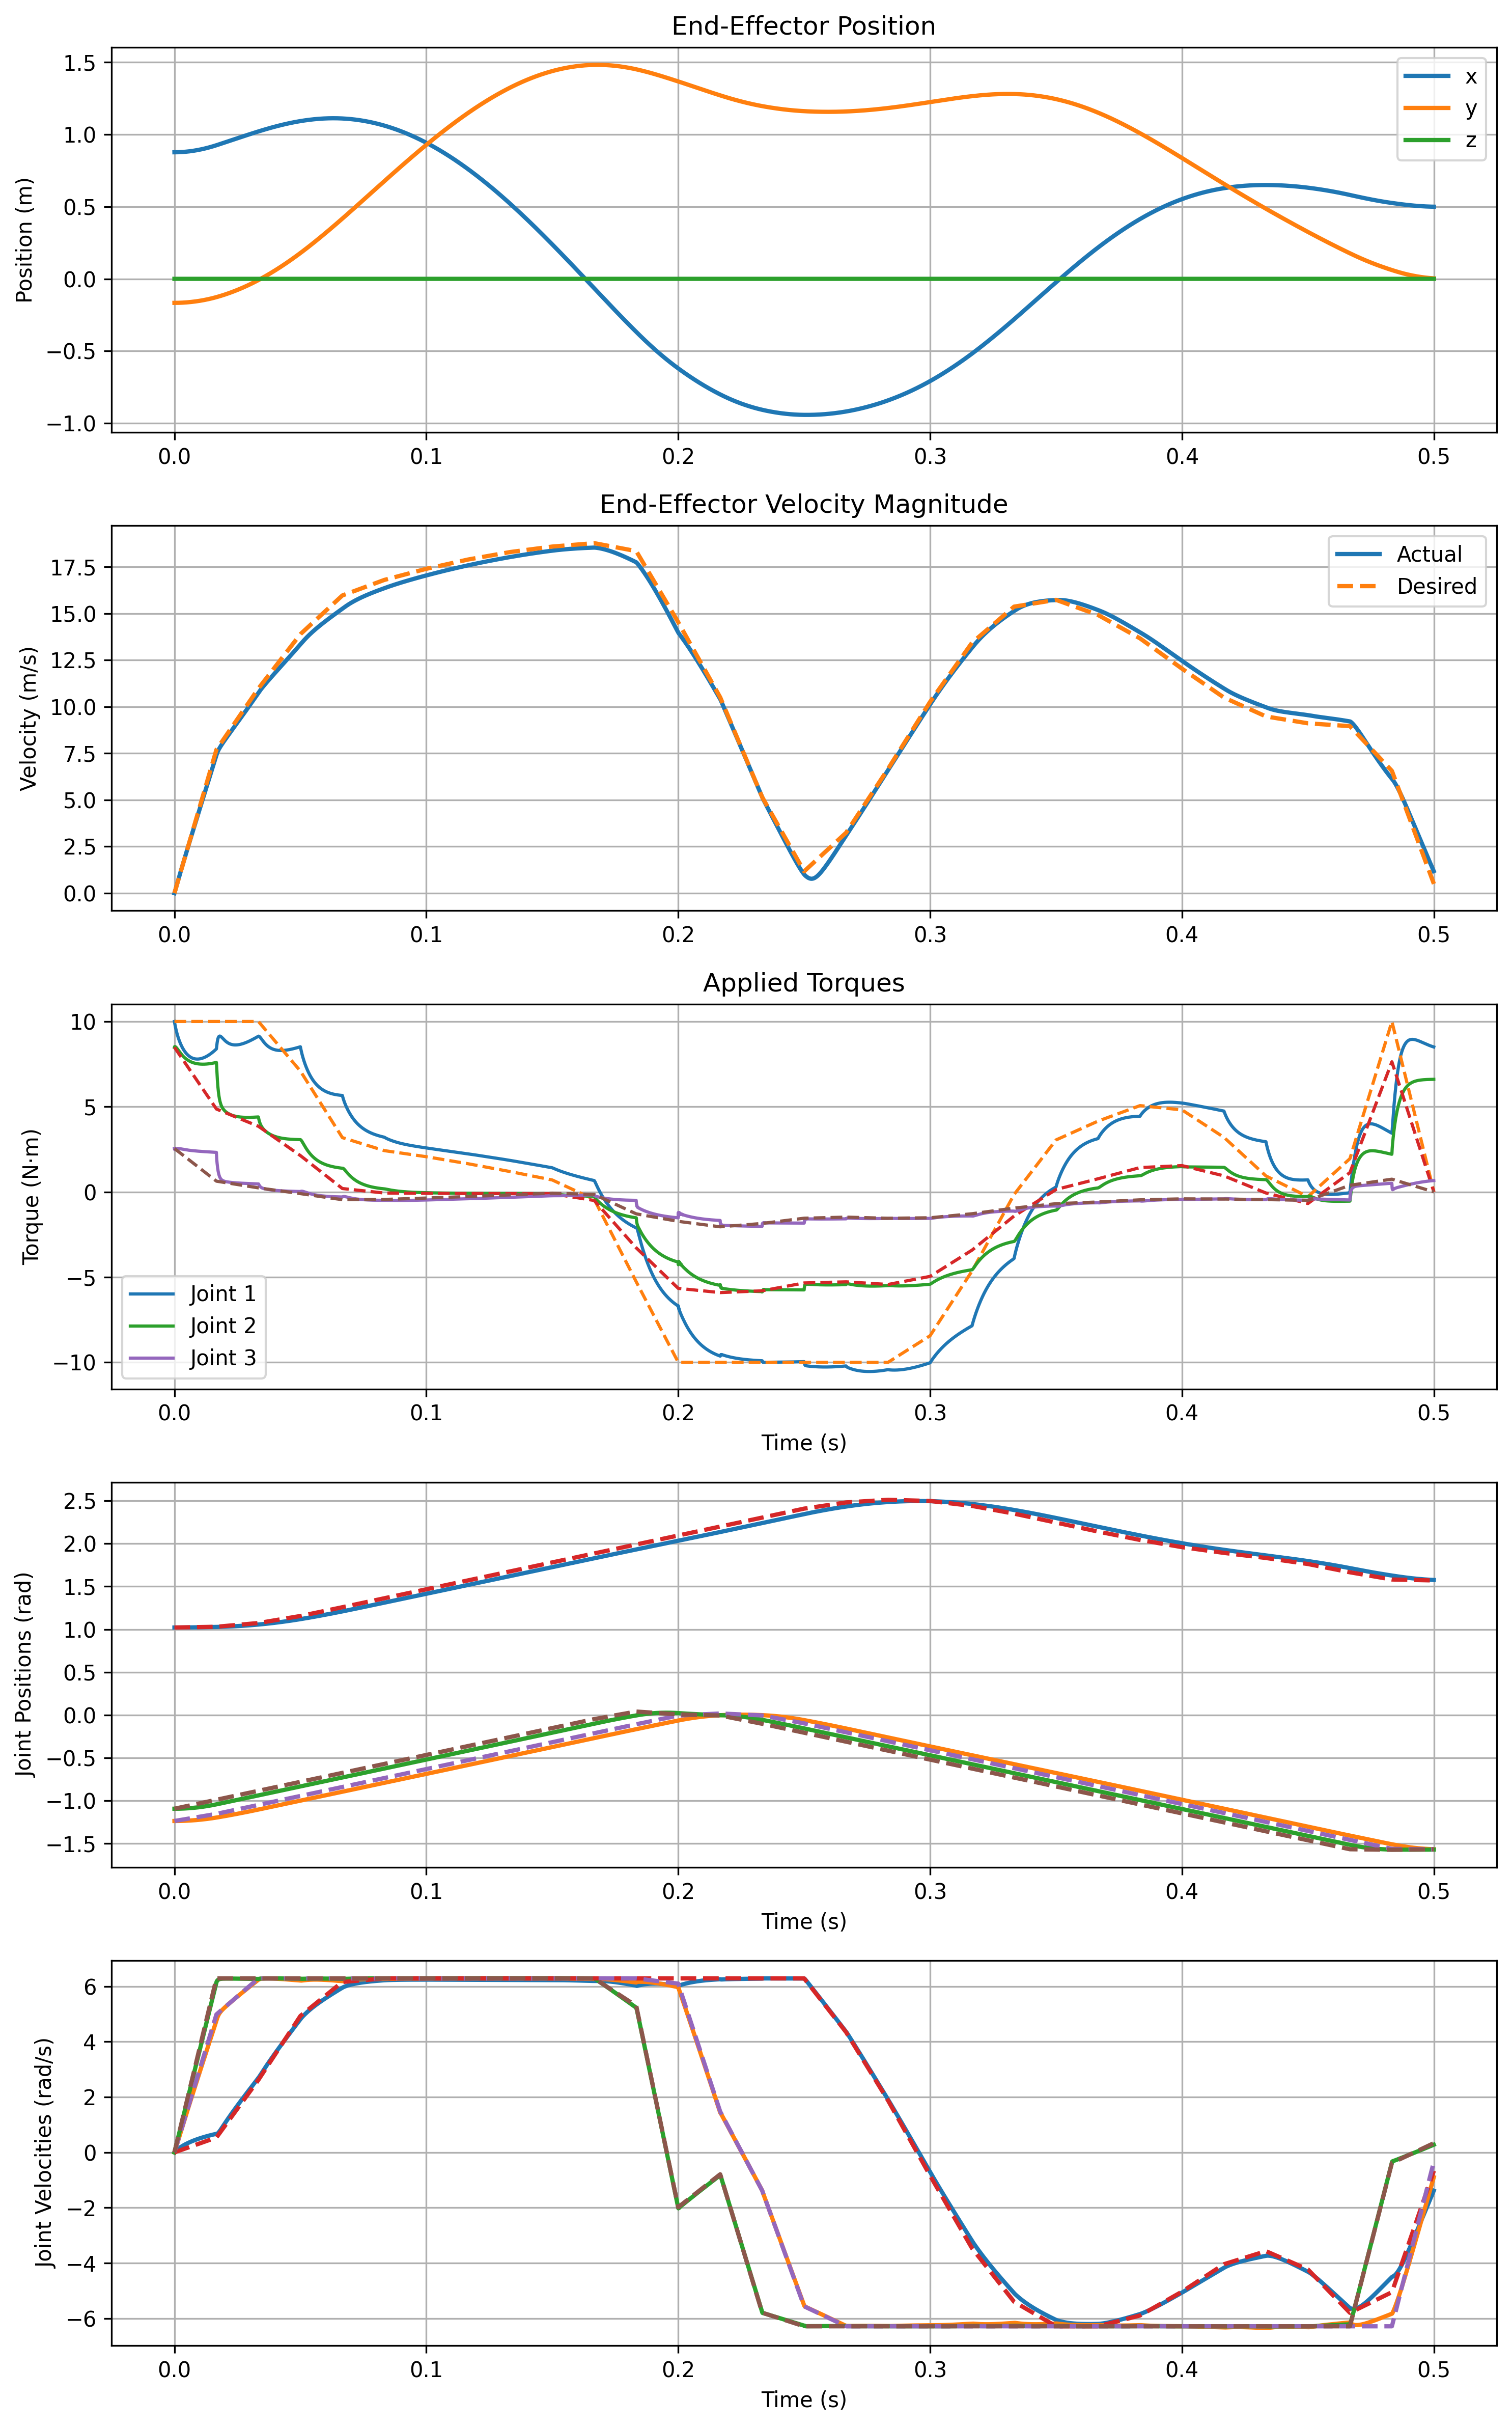 End-Effector Position
Position (m)
1.5
1.0
0.5
0.0
−0.5
−1.0
x
y
z
0.0 0.1 0.2 0.3 0.4 0.5
End-Effector Velocity Magnitude
Velocity (m/s)
17.5
15.0
12.5
10.0
7.5
5.0
2.5
0.0
Actual
Desired
0.0 0.1 0.2 0.3 0.4 0.5
Applied Torques
Torque (N·m)
10
5
0
−5
−10
Joint 1
Joint 2
Joint 3
0.0 0.1 0.2 0.3 0.4 0.5
Time (s)
Joint Positions (rad)
2.5
2.0
1.5
1.0
0.5
0.0
−0.5
−1.0
−1.5
0.0 0.1 0.2 0.3 0.4 0.5
Time (s)
Joint Velocities (rad/s)
6
4
2
0
−2
−4
−6
0.0 0.1 0.2 0.3 0.4 0.5
Time (s)